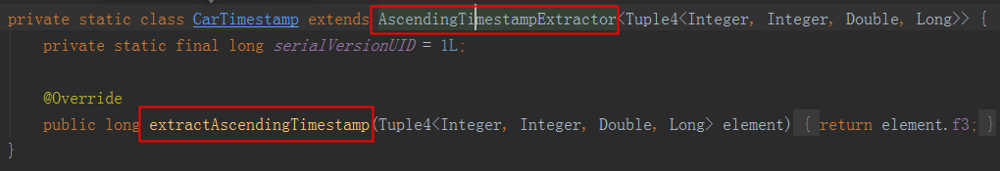 private static class CarTimestamp extends AscendingTimestampExtractor<Tuple4<Integer, Integer, Double, Long>> {
    private static final long serialVersionUID = 1L;
    @Override
    public long extractAscendingTimestamp(Tuple4<Integer, Integer, Double, Long> element) { return element.f3; }
}